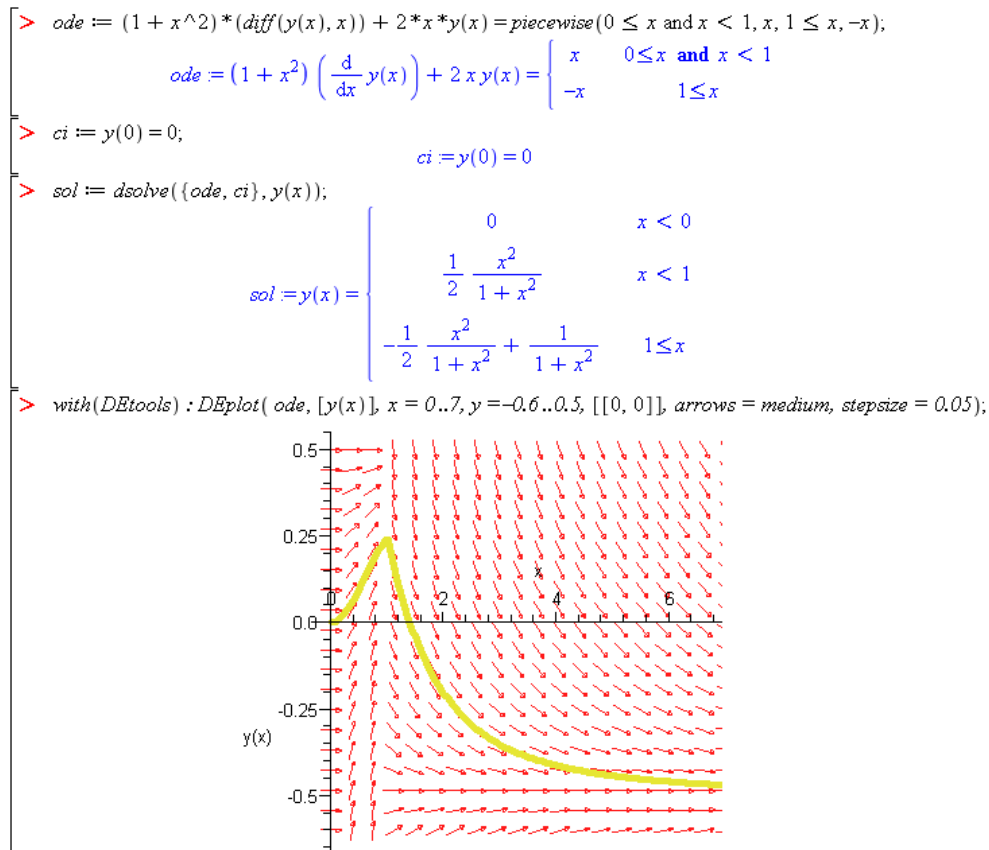 > ode := (1 + x^2)*(diff(y(x), x)) + 2*x*y(x) = piecewise(0 ≤ x and x < 1, x, 1 ≤ x, -x);
ode := (1 + x²) (d/dx y(x)) + 2 x y(x) = { x 0≤x and x < 1
-x 1≤x
> ci := y(0) = 0;
ci := y(0) = 0
> sol := dsolve({ode, ci}, y(x));
0 x < 0
sol := y(x) = { 1/2 x²/(1 + x²) x < 1
-1/2 x²/(1 + x²) + 1/(1 + x²) 1≤x
> with(DEtools) : DEplot( ode, [y(x)], x = 0..7, y =-0.6..0.5, [[0, 0]], arrows = medium, stepsize = 0.05);
0.5
0.25
x
0 2 4 6
0.0
-0.25
y(x)
-0.5